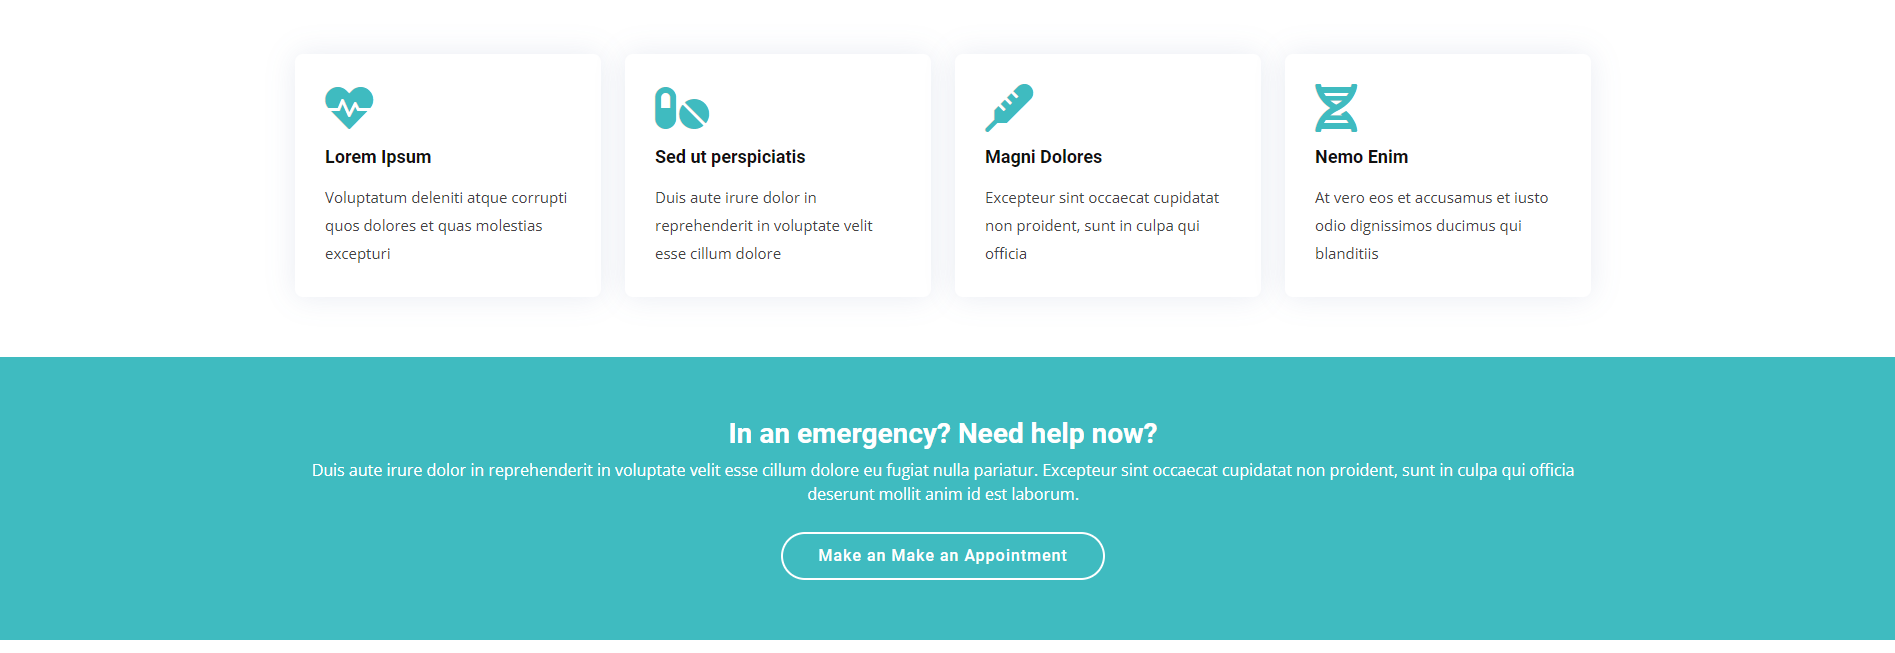 Lorem Ipsum
Voluptatum deleniti atque corrupti
quos dolores et quas molestias
excepturi
Sed ut perspiciatis
Duis aute irure dolor in
reprehenderit in voluptate velit
esse cillum dolore
Magni Dolores
Excepteur sint occaecat cupidatat
non proident, sunt in culpa qui
officia
Nemo Enim
At vero eos et accusamus et iusto
odio dignissimos ducimus qui
blanditiis
In an emergency? Need help now?
Duis aute irure dolor in reprehenderit in voluptate velit esse cillum dolore eu fugiat nulla pariatur. Excepteur sint occaecat cupidatat non proident, sunt in culpa qui officia
deserunt mollit anim id est laborum.
Make an Make an Appointment